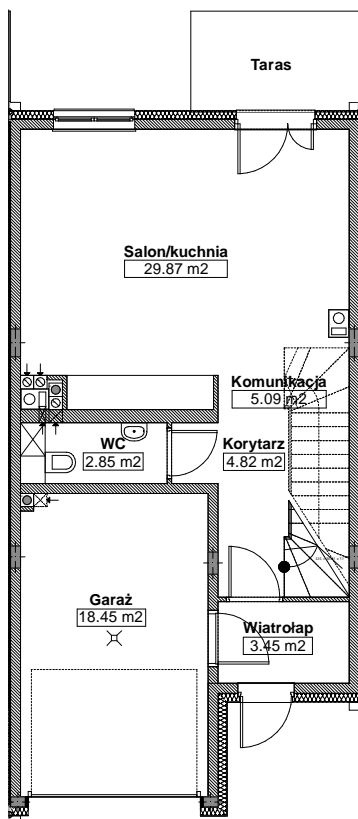 Taras
Salon/kuchnia
29.87 m2
Komunikacja
5.09 m2
WC
2.85 m2
Korytarz
4.82 m2
Garaż
18.45 m2
Wiatrołap
3.45 m2